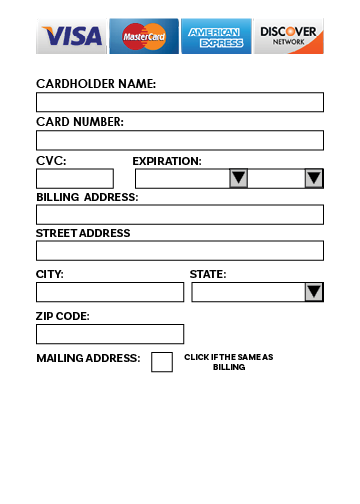 VISA MasterCard AMERICAN EXPRESS DISCOVER NETWORK
CARDHOLDER NAME:
CARD NUMBER:
CVC: EXPIRATION:
BILLING ADDRESS:
STREET ADDRESS
CITY: STATE:
ZIP CODE:
MAILING ADDRESS: CLICK IF THE SAME AS
BILLING